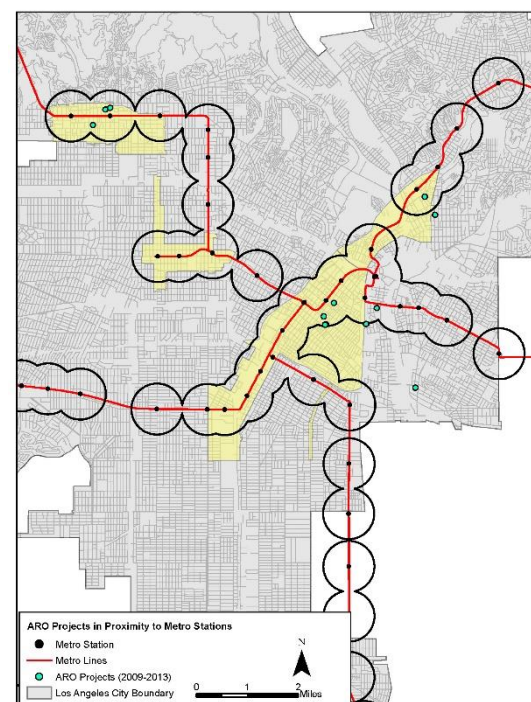 ARO Projects in Proximity to Metro Stations
Metro Station
Metro Lines
ARO Projects (2009-2013)
Los Angeles City Boundary
N
0 1 2
Miles